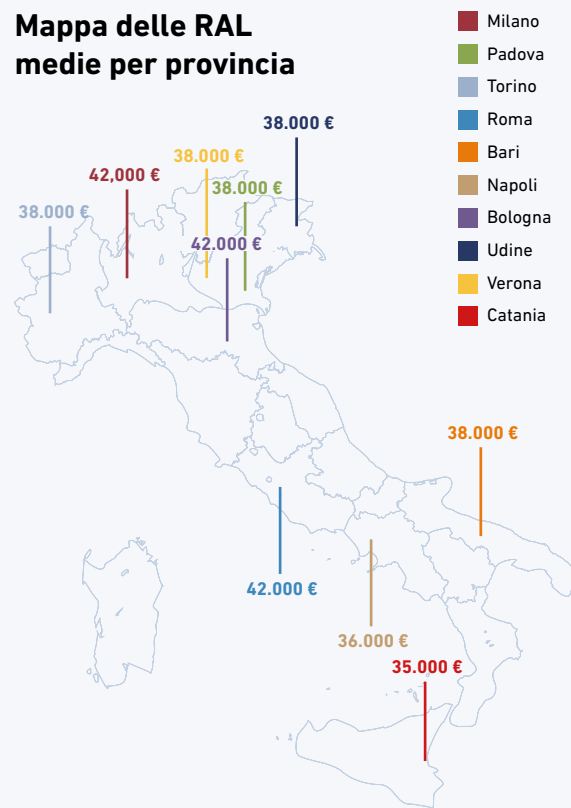 Mappa delle RAL
medie per provincia
Milano
Padova
Torino
Roma
Bari
Napoli
Bologna
Udine
Verona
Catania
38.000 €
38.000 €
42,000 €
38.000 €
38.000 €
42.000 €
38.000 €
42.000 €
36.000 €
35.000 €